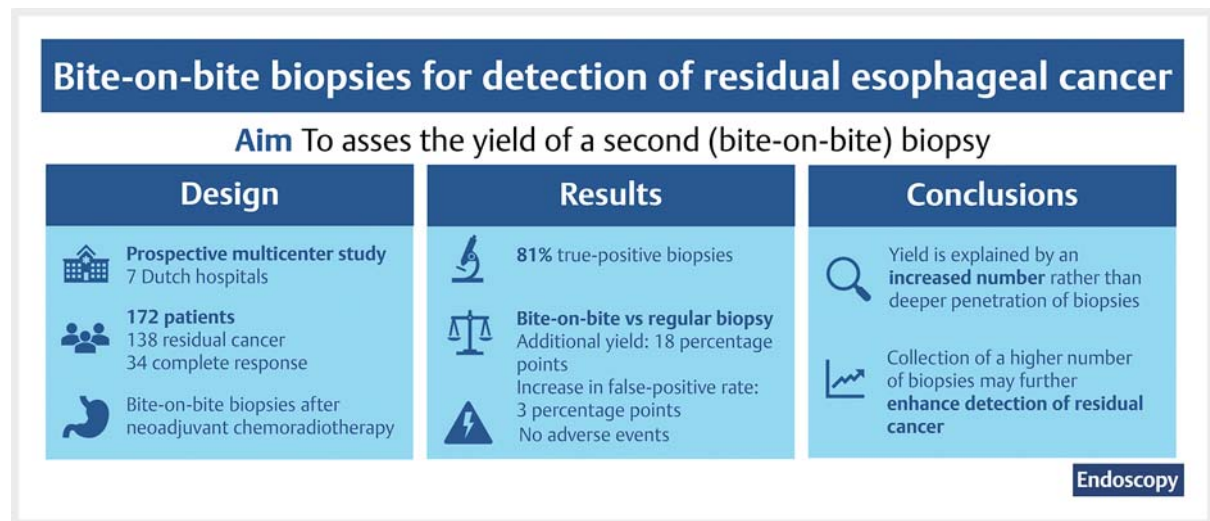 Bite-on-bite biopsies for detection of residual esophageal cancer
Aim To asses the yield of a second (bite-on-bite) biopsy
Design
Prospective multicenter study
7 Dutch hospitals
172 patients
138 residual cancer
34 complete response
Bite-on-bite biopsies after
neoadjuvant chemoradiotherapy
Results
81% true-positive biopsies
Bite-on-bite vs regular biopsy
Additional yield: 18 percentage
points
Increase in false-positive rate:
3 percentage points
No adverse events
Conclusions
Yield is explained by an
increased number rather than
deeper penetration of biopsies
Collection of a higher number
of biopsies may further
enhance detection of residual
cancer
Endoscopy